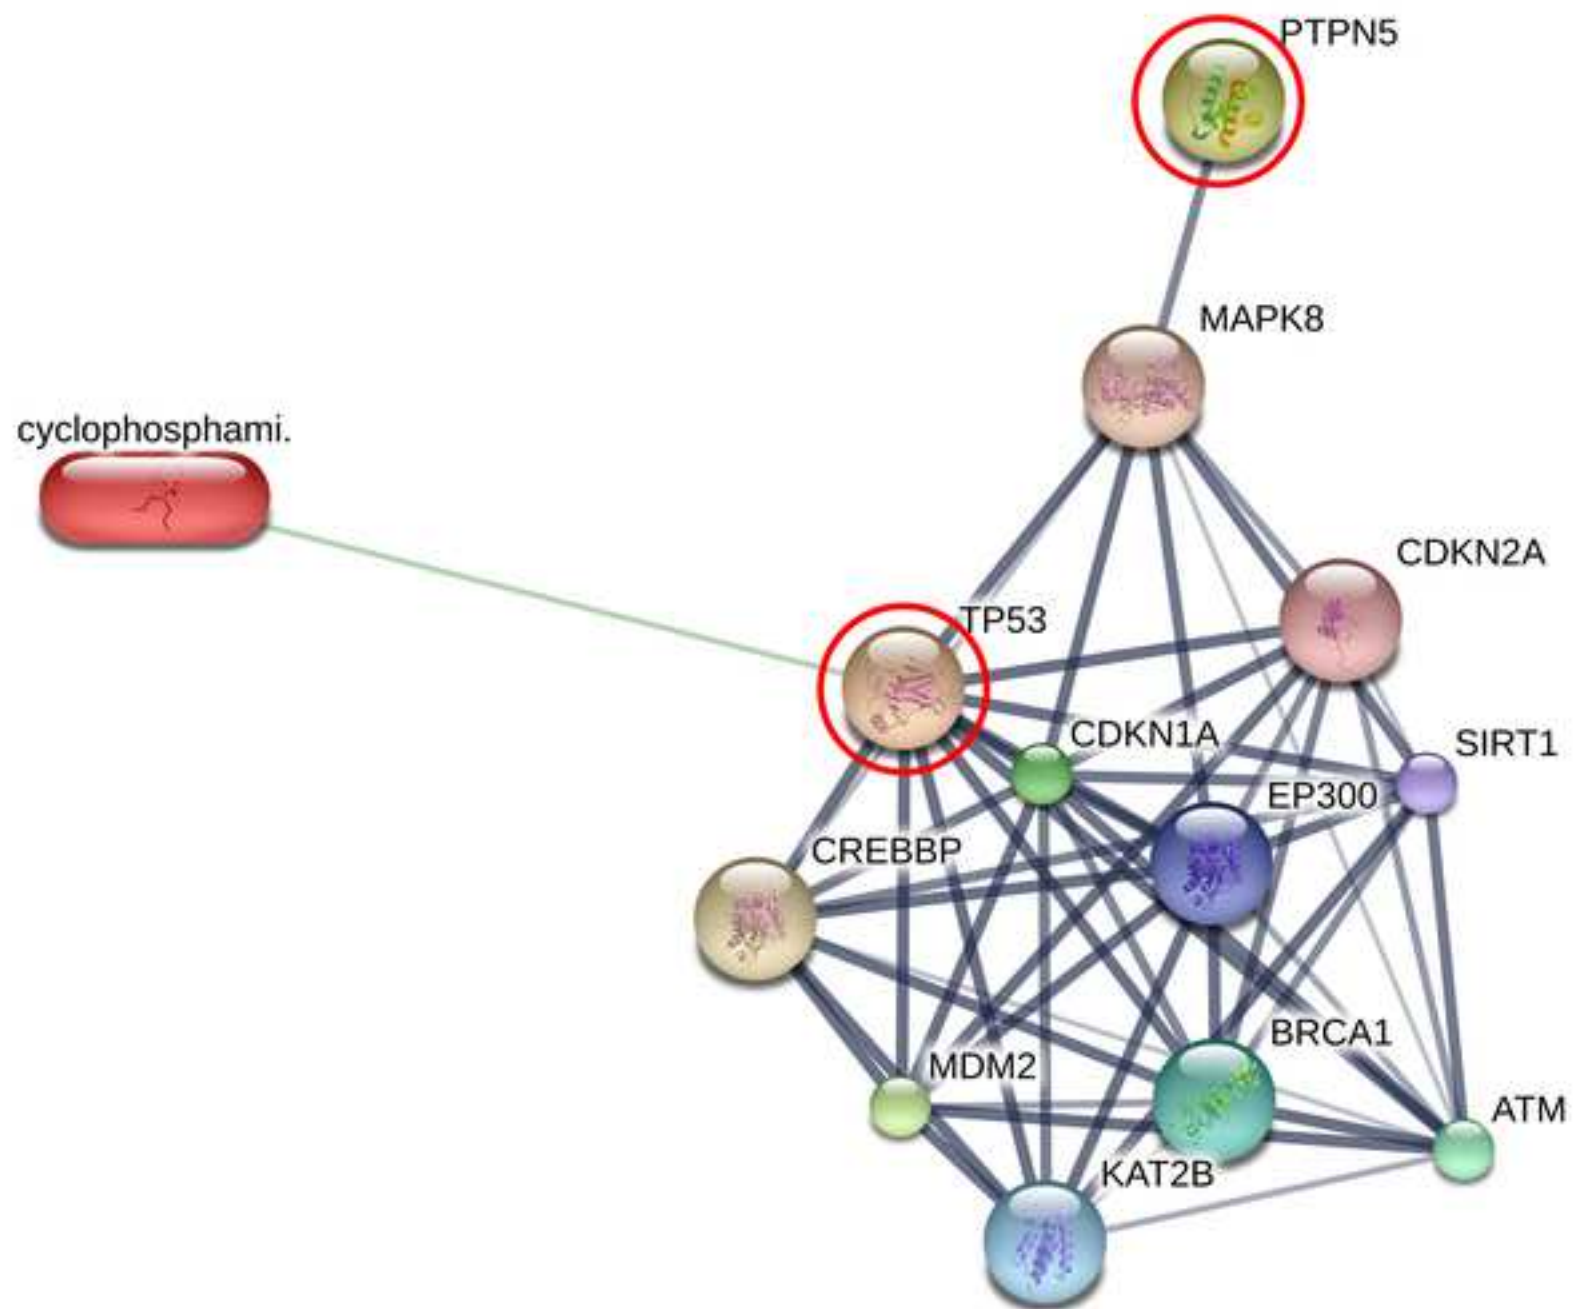 PTPN5
MAPK8
cyclophosphami.
CDKN2A
TP53
CDKN1A
SIRT1
EP300
CREBBP
BRCA1
MDM2
ATM
KAT2B